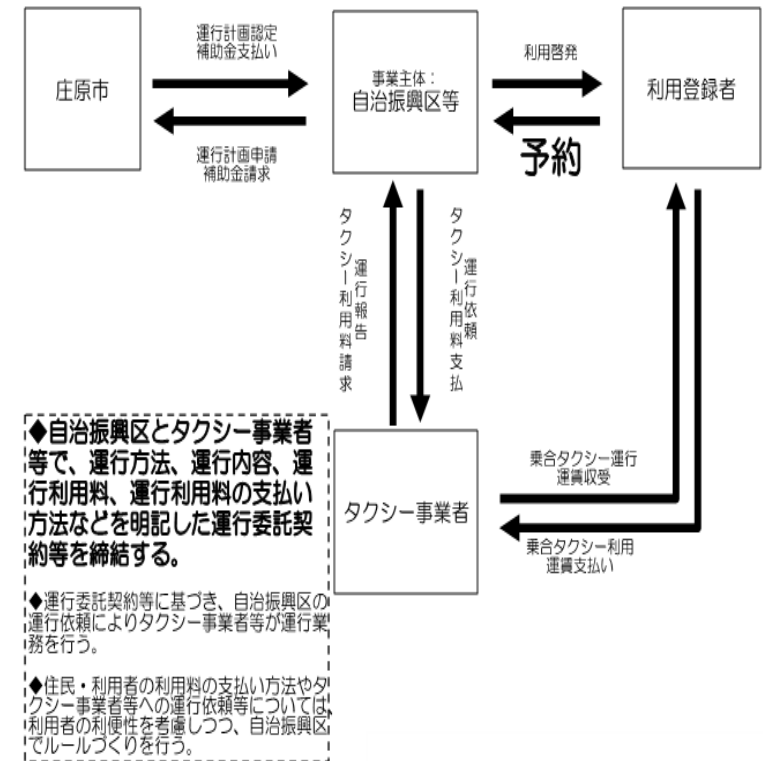 運行計画認定
補助金支払い
利用啓発
庄原市
事業主体：
自治振興区等
利用登録者
運行計画申請
補助金請求
予約
タクシー利用料請求
運行報告
運行依頼
タクシー利用料支払
◆自治振興区とタクシー事業者
等で、運行方法、運行内容、運
行利用料、運行利用料の支払い
方法などを明記した運行委託契
約等を締結する。
◆運行委託契約等に基づき、自治振興区の
運行依頼によりタクシー事業者等が運行業
務を行う。
◆住民・利用者の利用料の支払い方法やタ
クシー事業者等への運行依頼等については、
利用者の利便性を考慮しつつ、自治振興区
でルールづくりを行う。
タクシー事業者
乗合タクシー運行
運賃収受
乗合タクシー利用
運賃支払い